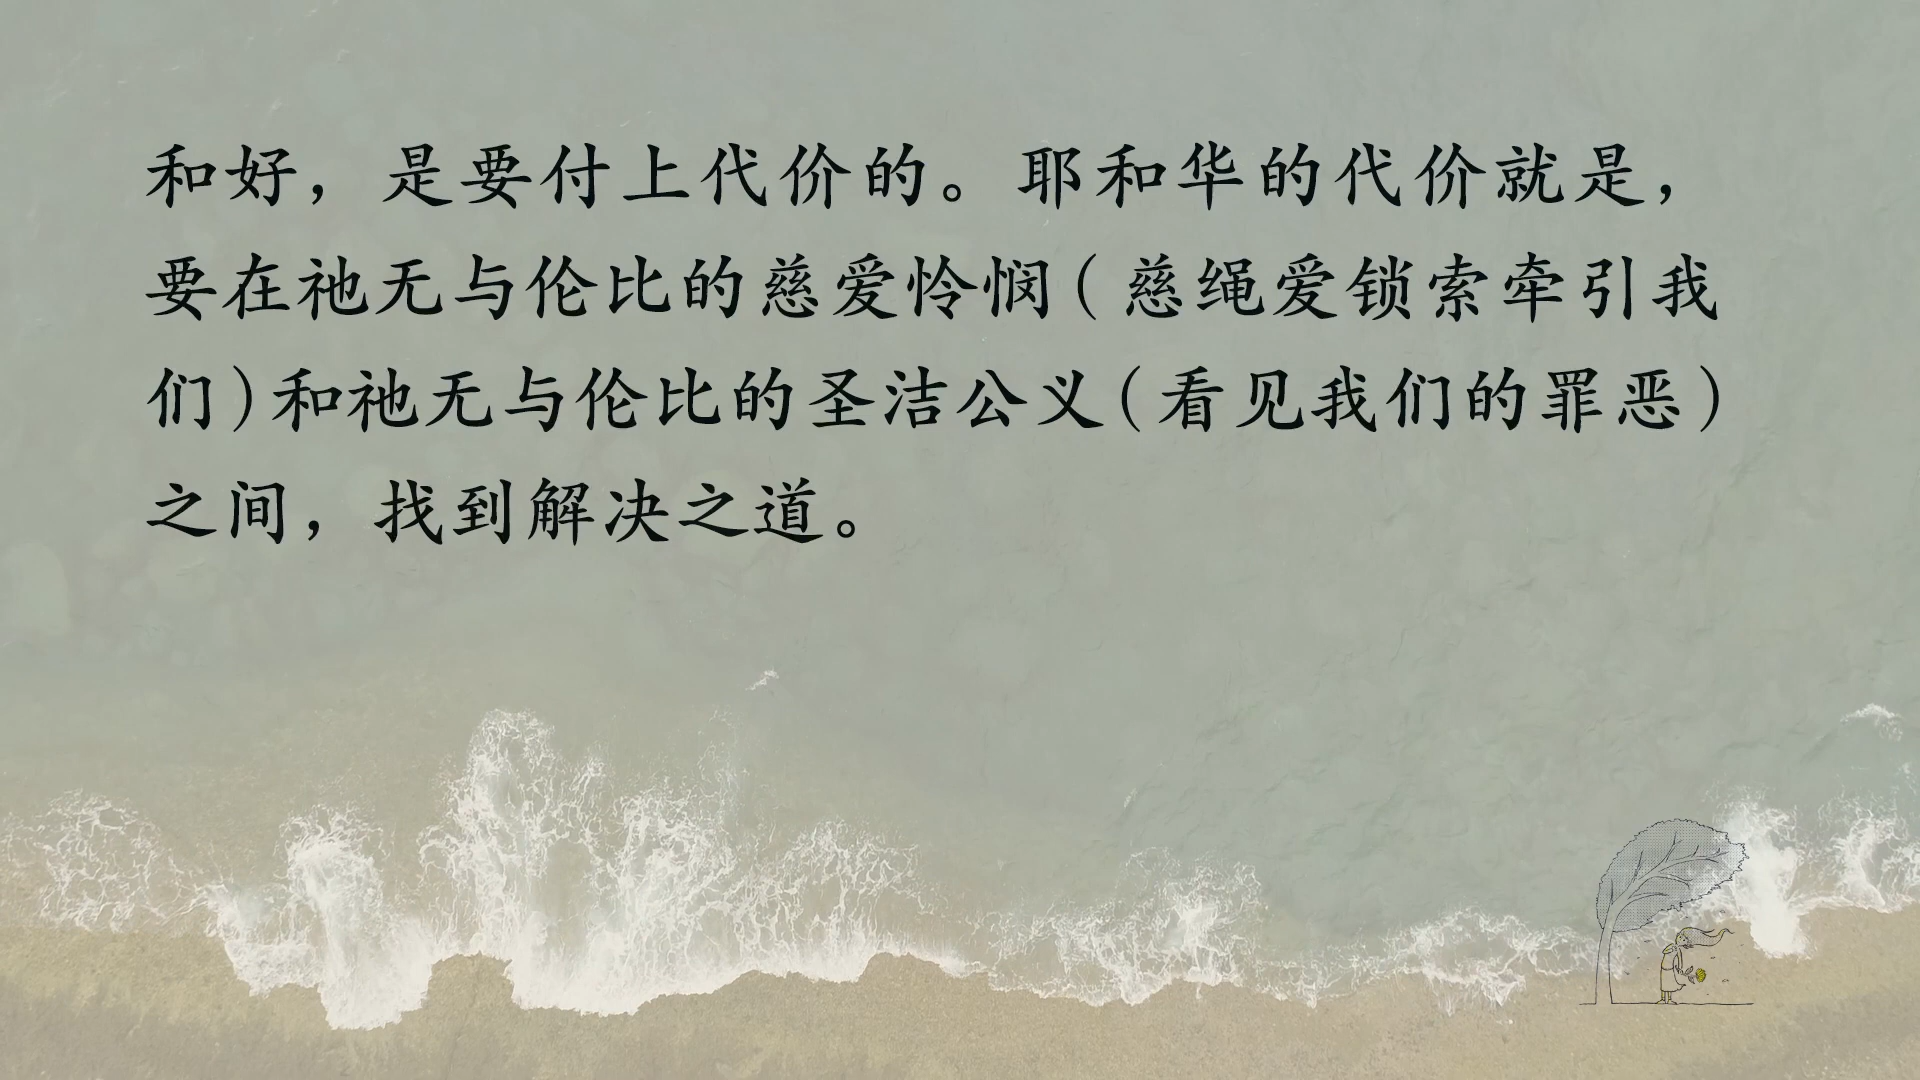 和好，是要付上代价的。耶和华的代价就是，
要在祂无与伦比的慈爱怜悯(慈绳爱锁索牵引我
们)和祂无与伦比的圣洁公义(看见我们的罪恶)
之间，找到解决之道。